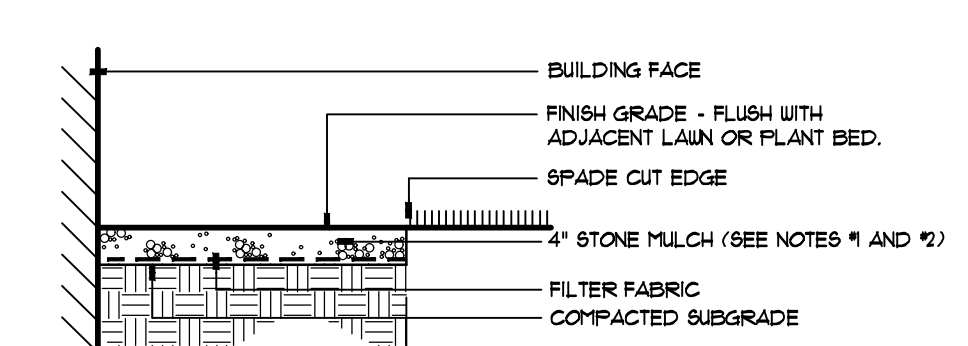 BUILDING FACE
FINISH GRADE - FLUSH WITH
ADJACENT LAWN OR PLANT BED.
SPADE CUT EDGE
4" STONE MULCH (SEE NOTES #1 AND #2)
FILTER FABRIC
COMPACTED SUBGRADE